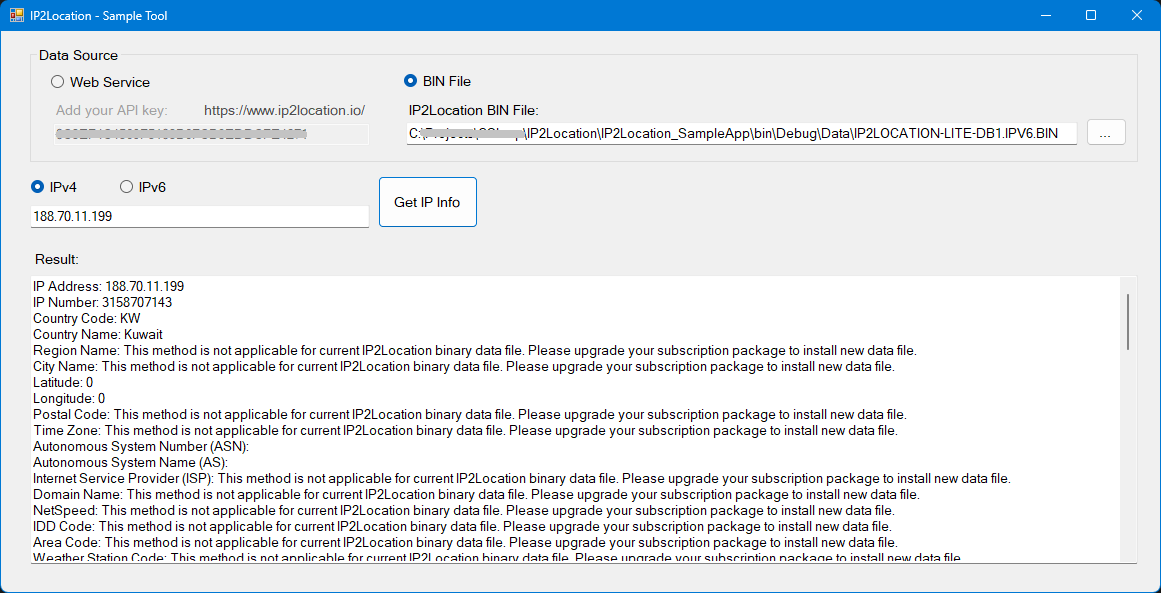 IP2Location - Sample Tool
Data Source
Web Service
BIN File
Add your API key: https://www.ip2location.io/
IP2Location BIN File:
C:\ \IP2Location\IP2Location_SampleApp\bin\Debug\Data\IP2LOCATION-LITE-DB1.IPV6.BIN
...
IPv4
IPv6
188.70.11.199
Get IP Info
Result:
IP Address: 188.70.11.199
IP Number: 3158707143
Country Code: KW
Country Name: Kuwait
Region Name: This method is not applicable for current IP2Location binary data file. Please upgrade your subscription package to install new data file.
City Name: This method is not applicable for current IP2Location binary data file. Please upgrade your subscription package to install new data file.
Latitude: 0
Longitude: 0
Postal Code: This method is not applicable for current IP2Location binary data file. Please upgrade your subscription package to install new data file.
Time Zone: This method is not applicable for current IP2Location binary data file. Please upgrade your subscription package to install new data file.
Autonomous System Number (ASN):
Autonomous System Name (AS):
Internet Service Provider (ISP): This method is not applicable for current IP2Location binary data file. Please upgrade your subscription package to install new data file.
Domain Name: This method is not applicable for current IP2Location binary data file. Please upgrade your subscription package to install new data file.
NetSpeed: This method is not applicable for current IP2Location binary data file. Please upgrade your subscription package to install new data file.
IDD Code: This method is not applicable for current IP2Location binary data file. Please upgrade your subscription package to install new data file.
Area Code: This method is not applicable for current IP2Location binary data file. Please upgrade your subscription package to install new data file.
Weather Station Code: This method is not applicable for current IP2Location binary data file. Please upgrade your subscription package to install new data file.